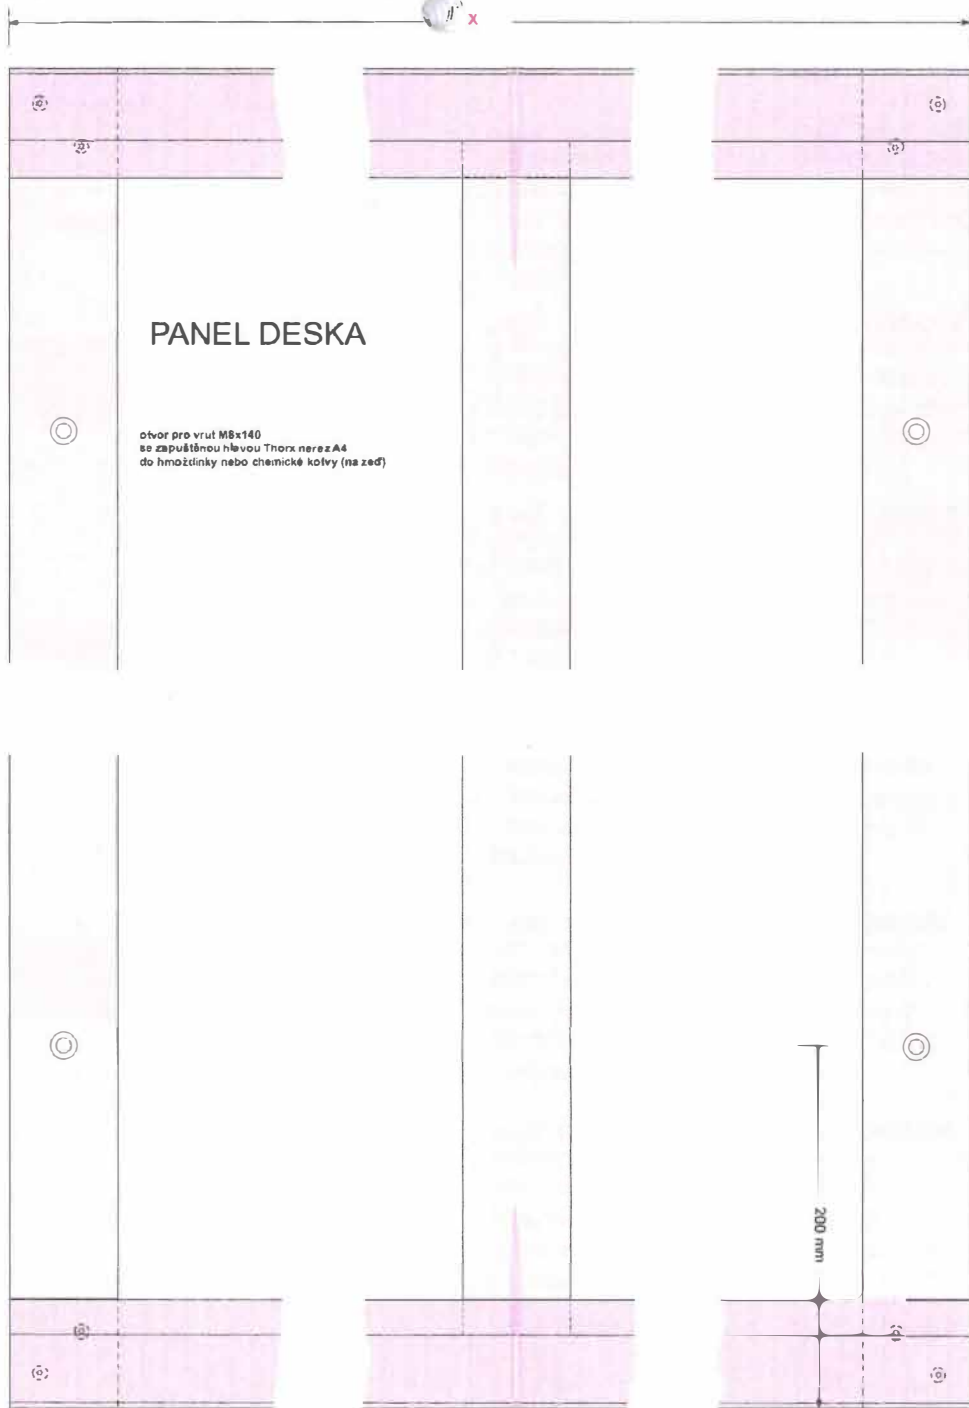 x
PANEL DESKA
otvor pro vrut M8x140
se zapuštěnou hlavou Thorx nerez A4
do hmoždinky nebo chemické kotvy (na zeď)
200 mm